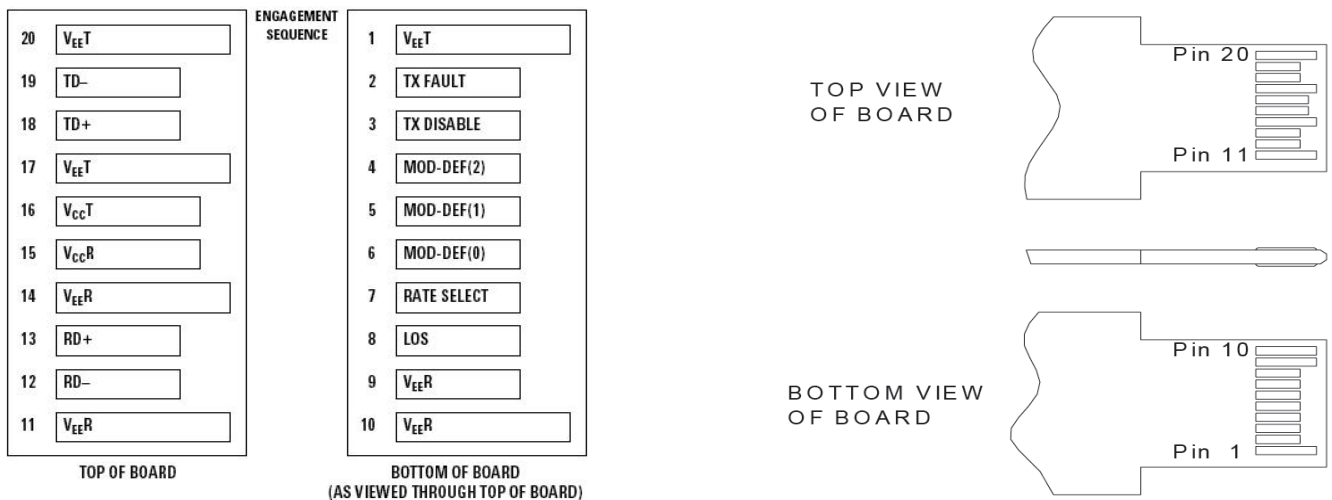 ENGAGEMENT
SEQUENCE
20 VEET
19 TD–
18 TD+
17 VEET
16 VCCT
15 VCCR
14 VEER
13 RD+
12 RD–
11 VEER
TOP OF BOARD
1 VEET
2 TX FAULT
3 TX DISABLE
4 MOD-DEF(2)
5 MOD-DEF(1)
6 MOD-DEF(0)
7 RATE SELECT
8 LOS
9 VEER
10 VEER
BOTTOM OF BOARD
(AS VIEWED THROUGH TOP OF BOARD)
TOP VIEW
OF BOARD
Pin 20
Pin 11
BOTTOM VIEW
OF BOARD
Pin 10
Pin 1